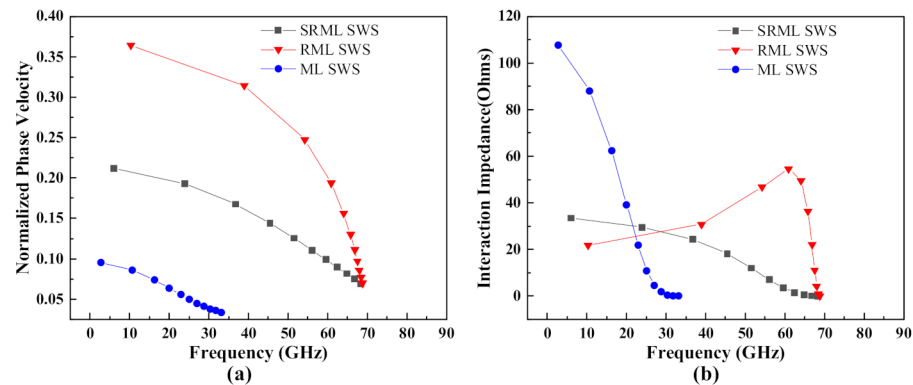 (a)
Normalized Phase Velocity
0.40
0.35
0.30
0.25
0.20
0.15
0.10
0.05
SRML SWS
RML SWS
ML SWS
0 10 20 30 40 50 60 70 80 90
Frequency (GHz)
(a)
(b)
Interaction Impedance(Ohms)
120
100
80
60
40
20
0
SRML SWS
RML SWS
ML SWS
0 10 20 30 40 50 60 70 80 90
Frequency (GHz)
(b)